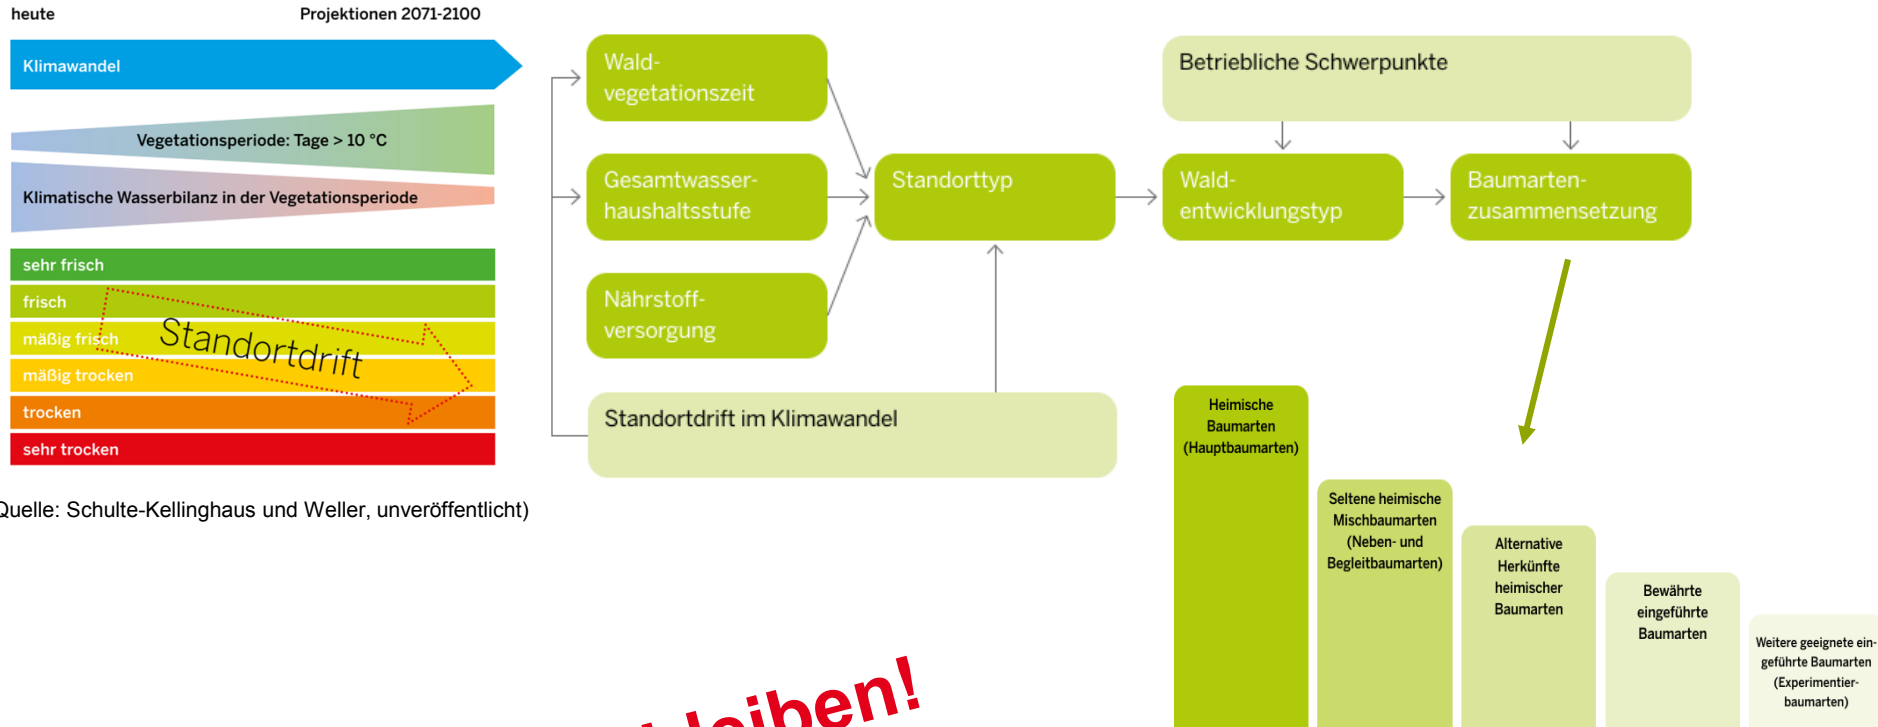 heute
Projektionen 2071-2100
Klimawandel
Vegetationsperiode: Tage > 10 °C
Klimatische Wasserbilanz in der Vegetationsperiode
sehr frisch
frisch
mäßig frisch
mäßig trocken
trocken
sehr trocken
Standortdrift
Quelle: Schulte-Kellinghaus und Weller, unveröffentlicht)
Wald-
vegetationszeit
Gesamtwasser-
haushaltsstufe
Nährstoff-
versorgung
Standortdrift im Klimawandel
Standorttyp
Betriebliche Schwerpunkte
Wald-
entwicklungstyp
Baumarten-
zusammensetzung
Heimische
Baumarten
(Hauptbaumarten)
Seltene heimische
Mischbaumarten
(Neben- und
Begleitbaumarten)
Alternative
Herkünfte
heimischer
Baumarten
Bewährte
eingeführte
Baumarten
Weitere geeignete ein-
geführte Baumarten
(Experimentier-
baumarten)
bleiben!